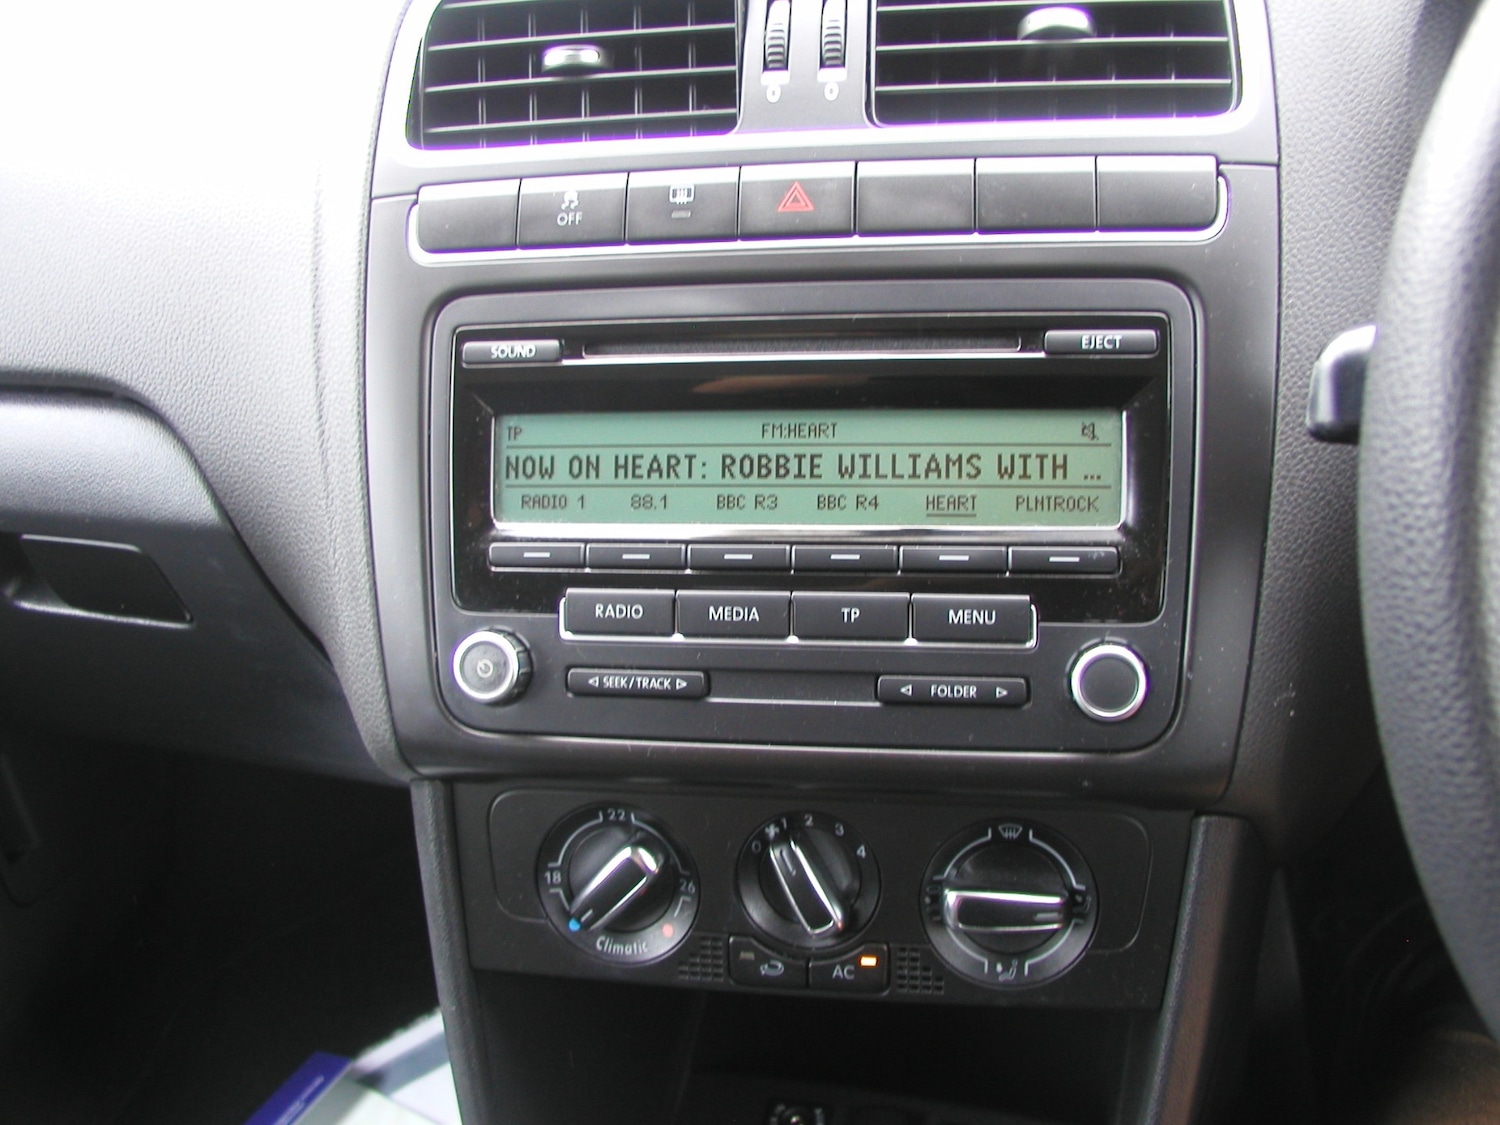 0 0
OFF
SOUND EJECT
TP FM:HEART
NOW ON HEART: ROBBIE WILLIAMS WITH ...
RADIO 1 88.1 BBC R3 BBC R4 HEART PLNTROCK
RADIO MEDIA TP MENU
SEEK/TRACK FOLDER
18 22 26
Climatic
0 1 2 3 4
AC